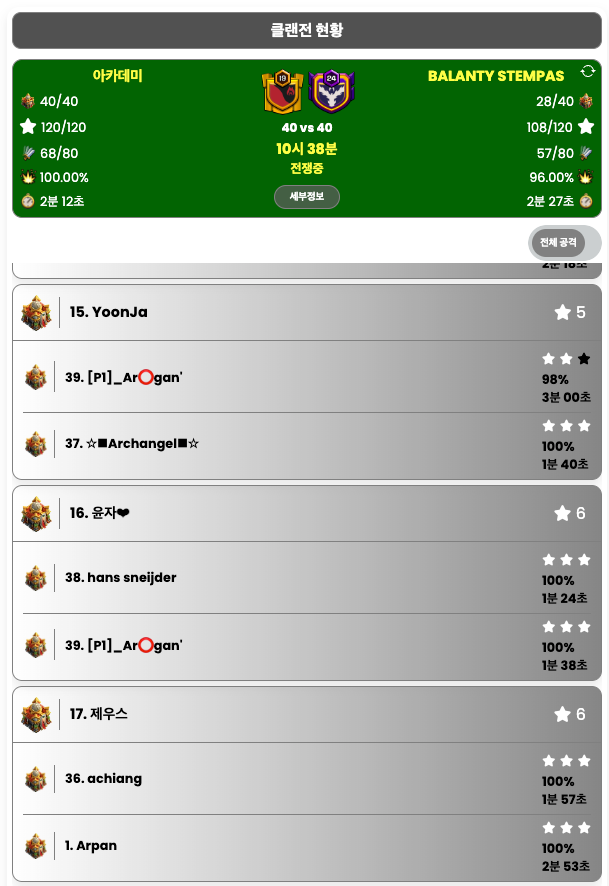 클랜전 현황
아카데미
BALANTY STEMPAS
19
24
40/40
28/40
120/120
40 vs 40
108/120
68/80
10시 38분
57/80
100.00%
전쟁중
96.00%
2분 12초
세부정보
2분 27초
전체 공격
2분 18초
15. YoonJa
5
39. [P1]_Ar⭕gan'
98%
3분 00초
37. ☆■Archangel■☆
100%
1분 40초
16. 윤자❤
6
38. hans sneijder
100%
1분 24초
39. [P1]_Ar⭕gan'
100%
1분 38초
17. 제우스
6
36. achiang
100%
1분 57초
1. Arpan
100%
2분 53초